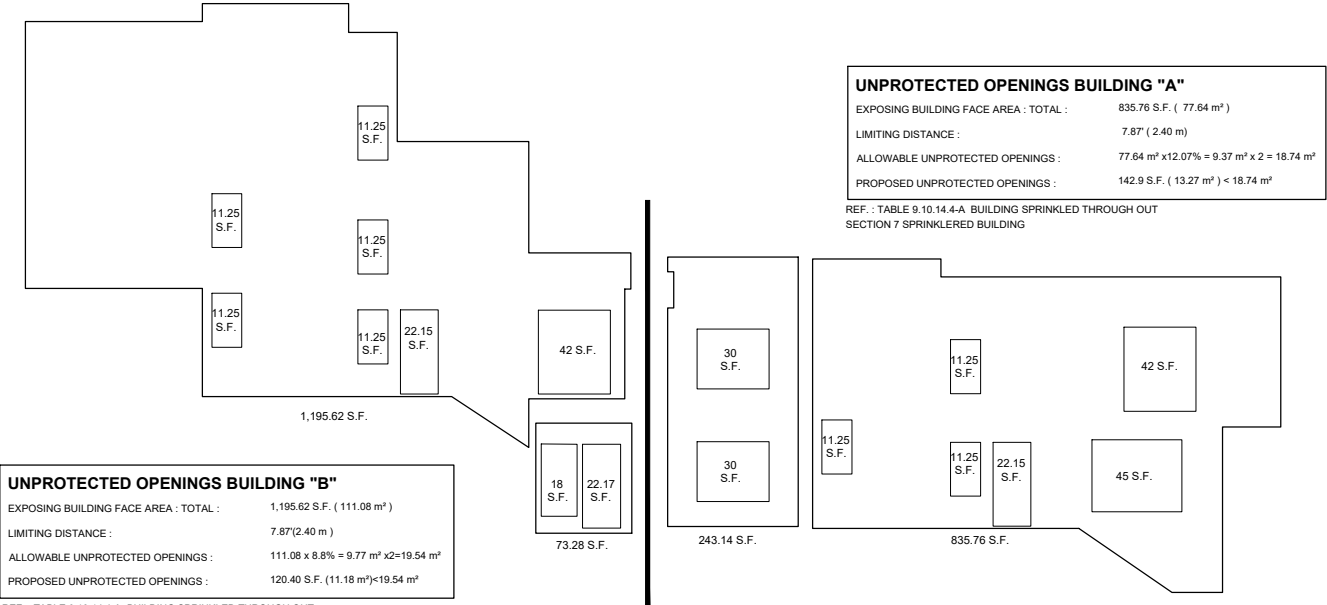 11.25
S.F.
11.25
S.F.
11.25
S.F.
11.25
S.F.
11.25
S.F.
22.15
S.F.
42 S.F.
1,195.62 S.F.
18
S.F.
22.17
S.F.
73.28 S.F.
UNPROTECTED OPENINGS BUILDING "B"
EXPOSING BUILDING FACE AREA : TOTAL : 1,195.62 S.F. ( 111.08 m² )
LIMITING DISTANCE : 7.87'(2.40 m )
ALLOWABLE UNPROTECTED OPENINGS : 111.08 x 8.8% = 9.77 m² x2=19.54 m²
PROPOSED UNPROTECTED OPENINGS : 120.40 S.F. (11.18 m²)<19.54 m²
UNPROTECTED OPENINGS BUILDING "A"
EXPOSING BUILDING FACE AREA : TOTAL : 835.76 S.F. ( 77.64 m² )
LIMITING DISTANCE : 7.87' ( 2.40 m)
ALLOWABLE UNPROTECTED OPENINGS : 77.64 m² x12.07% = 9.37 m² x 2 = 18.74 m²
PROPOSED UNPROTECTED OPENINGS : 142.9 S.F. ( 13.27 m² ) < 18.74 m²
REF. : TABLE 9.10.14.4-A BUILDING SPRINKLED THROUGH OUT
SECTION 7 SPRINKLERED BUILDING
30
S.F.
30
S.F.
243.14 S.F.
11.25
S.F.
42 S.F.
11.25
S.F.
11.25
S.F.
22.15
S.F.
45 S.F.
835.76 S.F.